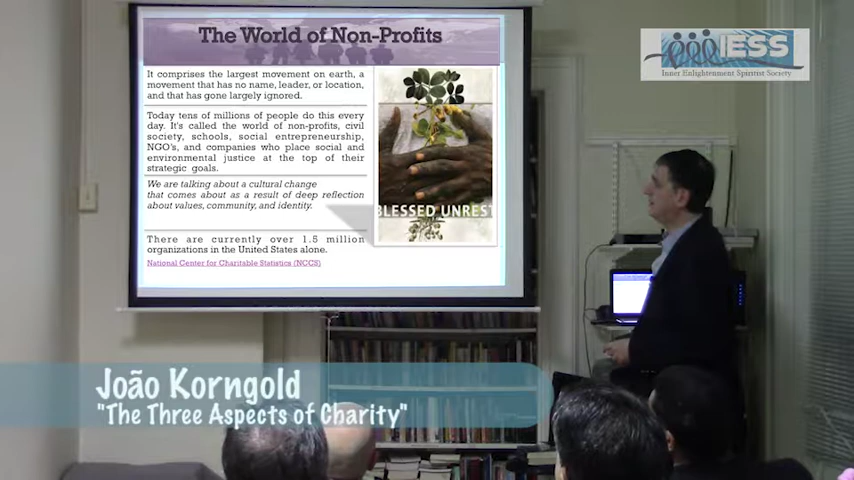 The World of Non-Profits
IESS
Inner Enlightenment Spiritist Society
It comprises the largest movement on earth, a
movement that has no name, leader, or location,
and that has gone largely ignored.
Today tens of millions of people do this every
day. It's called the world of non-profits, civil
society, schools, social entrepreneurship,
NGO's, and companies who place social and
environmental justice at the top of their
strategic goals.
We are talking about a cultural change
that comes about as a result of deep reflection
about values, community, and identity.
BLESSED UNREST
There are currently over 1.5 million
organizations in the United States alone.
National Center for Charitable Statistics (NCCS)
João Korngold
"The Three Aspects of Charity"